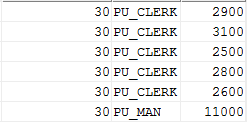 30 PU_CLERK 2900
30 PU_CLERK 3100
30 PU_CLERK 2500
30 PU_CLERK 2800
30 PU_CLERK 2600
30 PU_MAN 11000